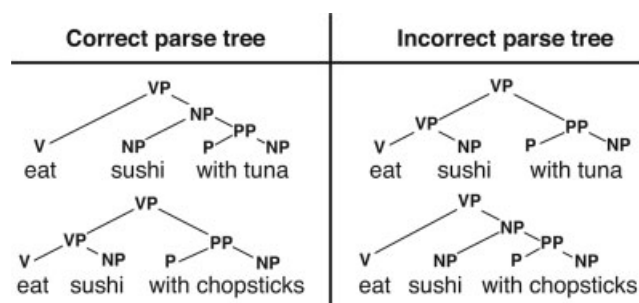 Correct parse tree Incorrect parse tree
VP VP
NP
VP
V NP PP P NP PP P NP
NP
eat sushi with tuna eat sushi with tuna
VP VP
VP PP NP
V NP P NP V NP PP P NP
eat sushi with chopsticks eat sushi with chopsticks